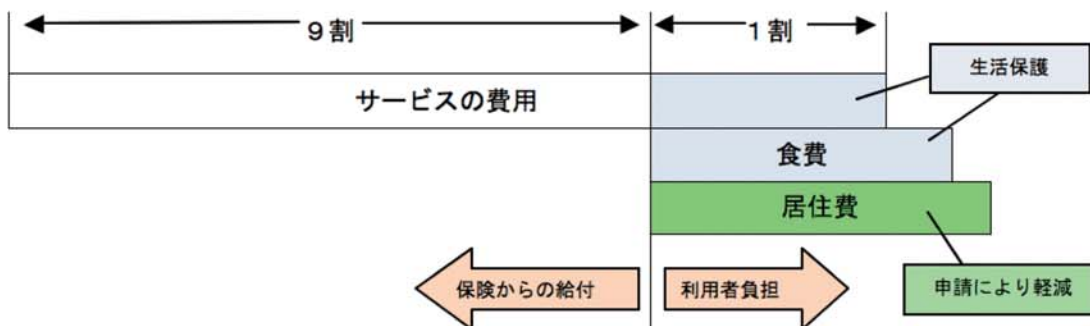 9割
1割
生活保護
サービスの費用
食費
居住費
保険からの給付
利用者負担
申請により軽減